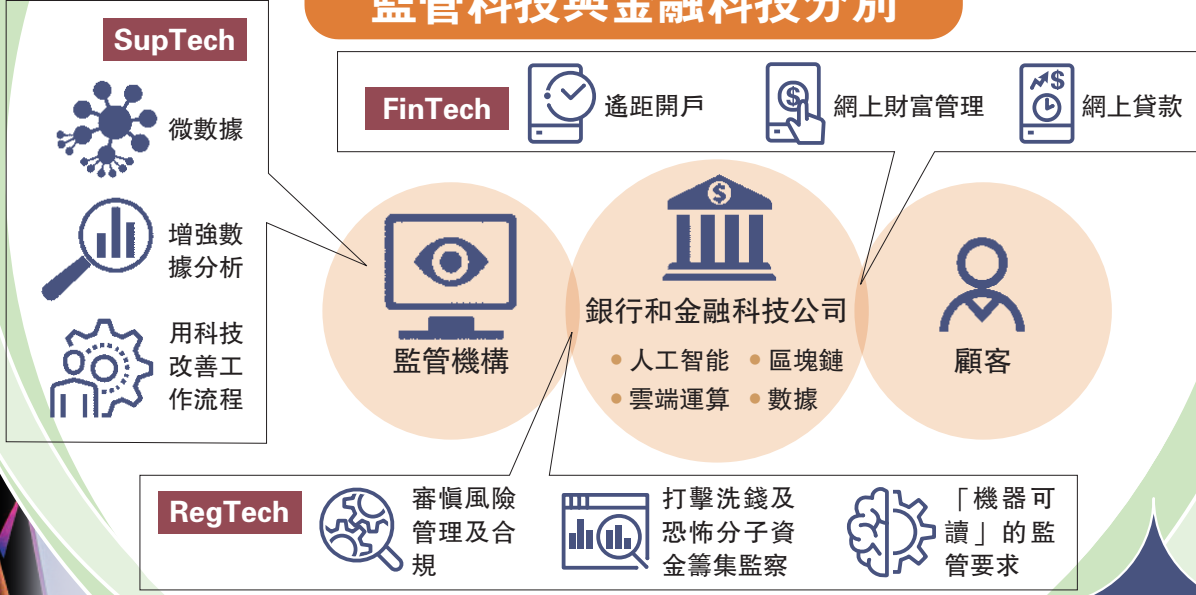 監管科技與金融科技分別
SupTech
微數據
增強數
據分析
用科技
改善工
作流程
FinTech
遙距開戶
網上財富管理
網上貸款
監管機構
銀行和金融科技公司
• 人工智能 • 區塊鏈
• 雲端運算 • 數據
顧客
RegTech
審慎風險
管理及合
規
打擊洗錢及
恐怖分子資
金籌集監察
「機器可
讀」的監
管要求